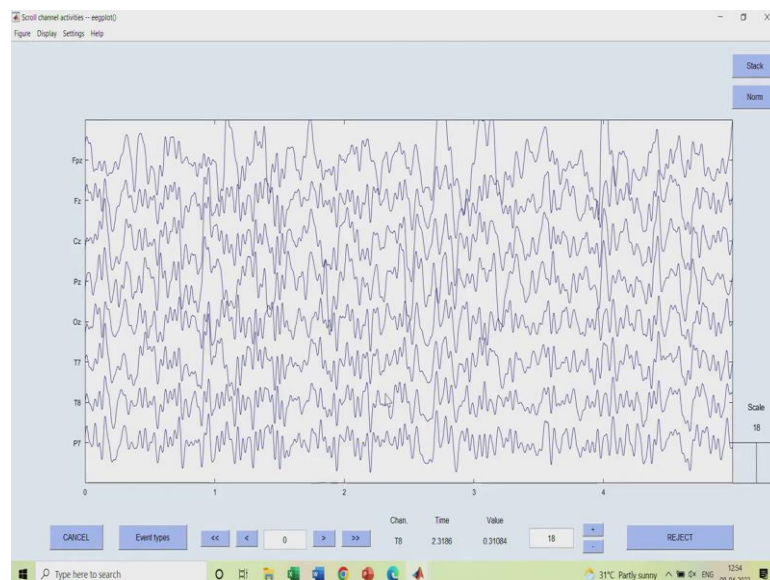 Scroll channel activities -- eegplot()
Figure Display Settings Help
Stack
Norm
Fpz
Fz
Cz
Pz
Oz
T7
T8
P7
0 1 2 3 4
Scale
18
Chan. Time Value
CANCEL Event types << < 0 > >> T8 2.3186 0.31084 18 + - REJECT
Type here to search
31°C Partly sunny ENG 12:54